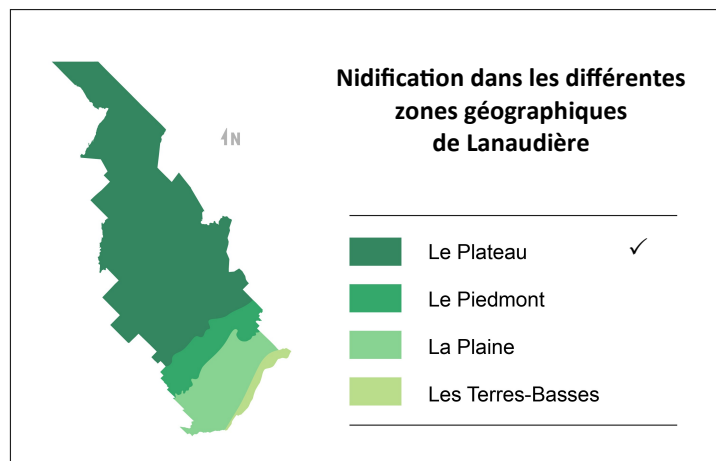 Nidification dans les différentes
zones géographiques
de Lanaudière
N
Le Plateau ✓
Le Piedmont
La Plaine
Les Terres-Basses